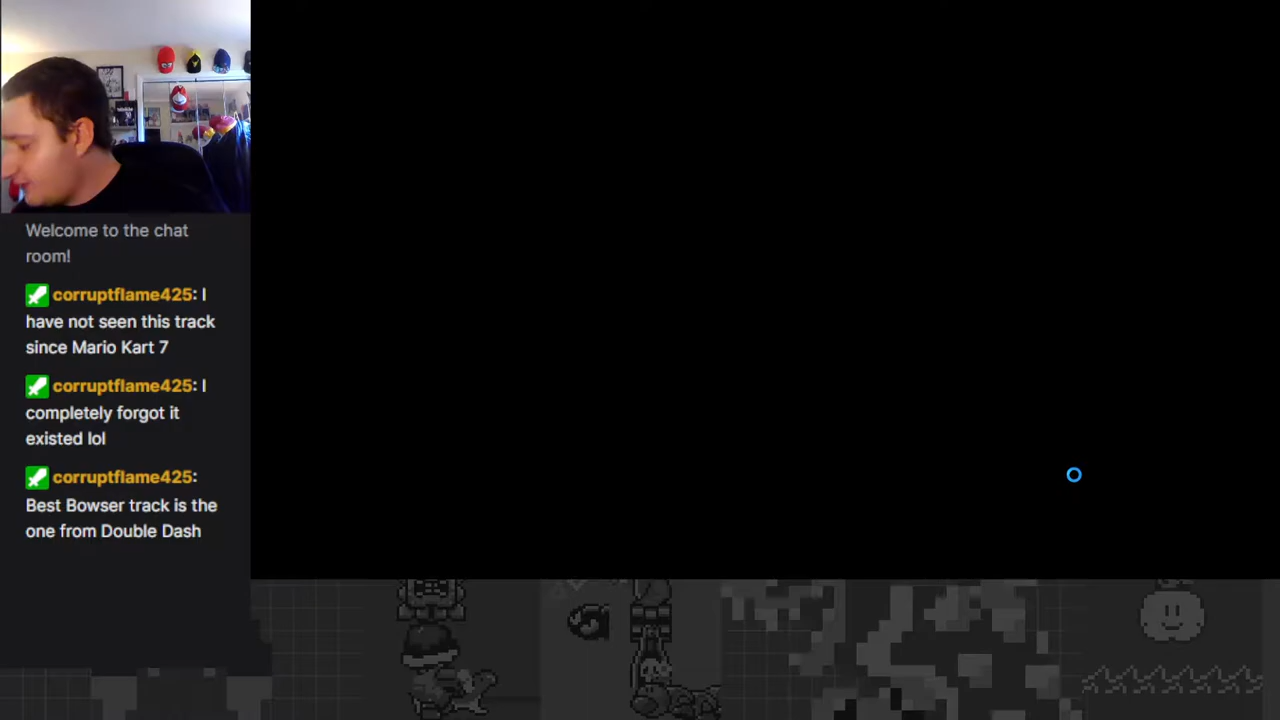 Welcome to the chat
room!
corruptflame425: I
have not seen this track
since Mario Kart 7
corruptflame425: I
completely forgot it
existed lol
corruptflame425:
Best Bowser track is the
one from Double Dash